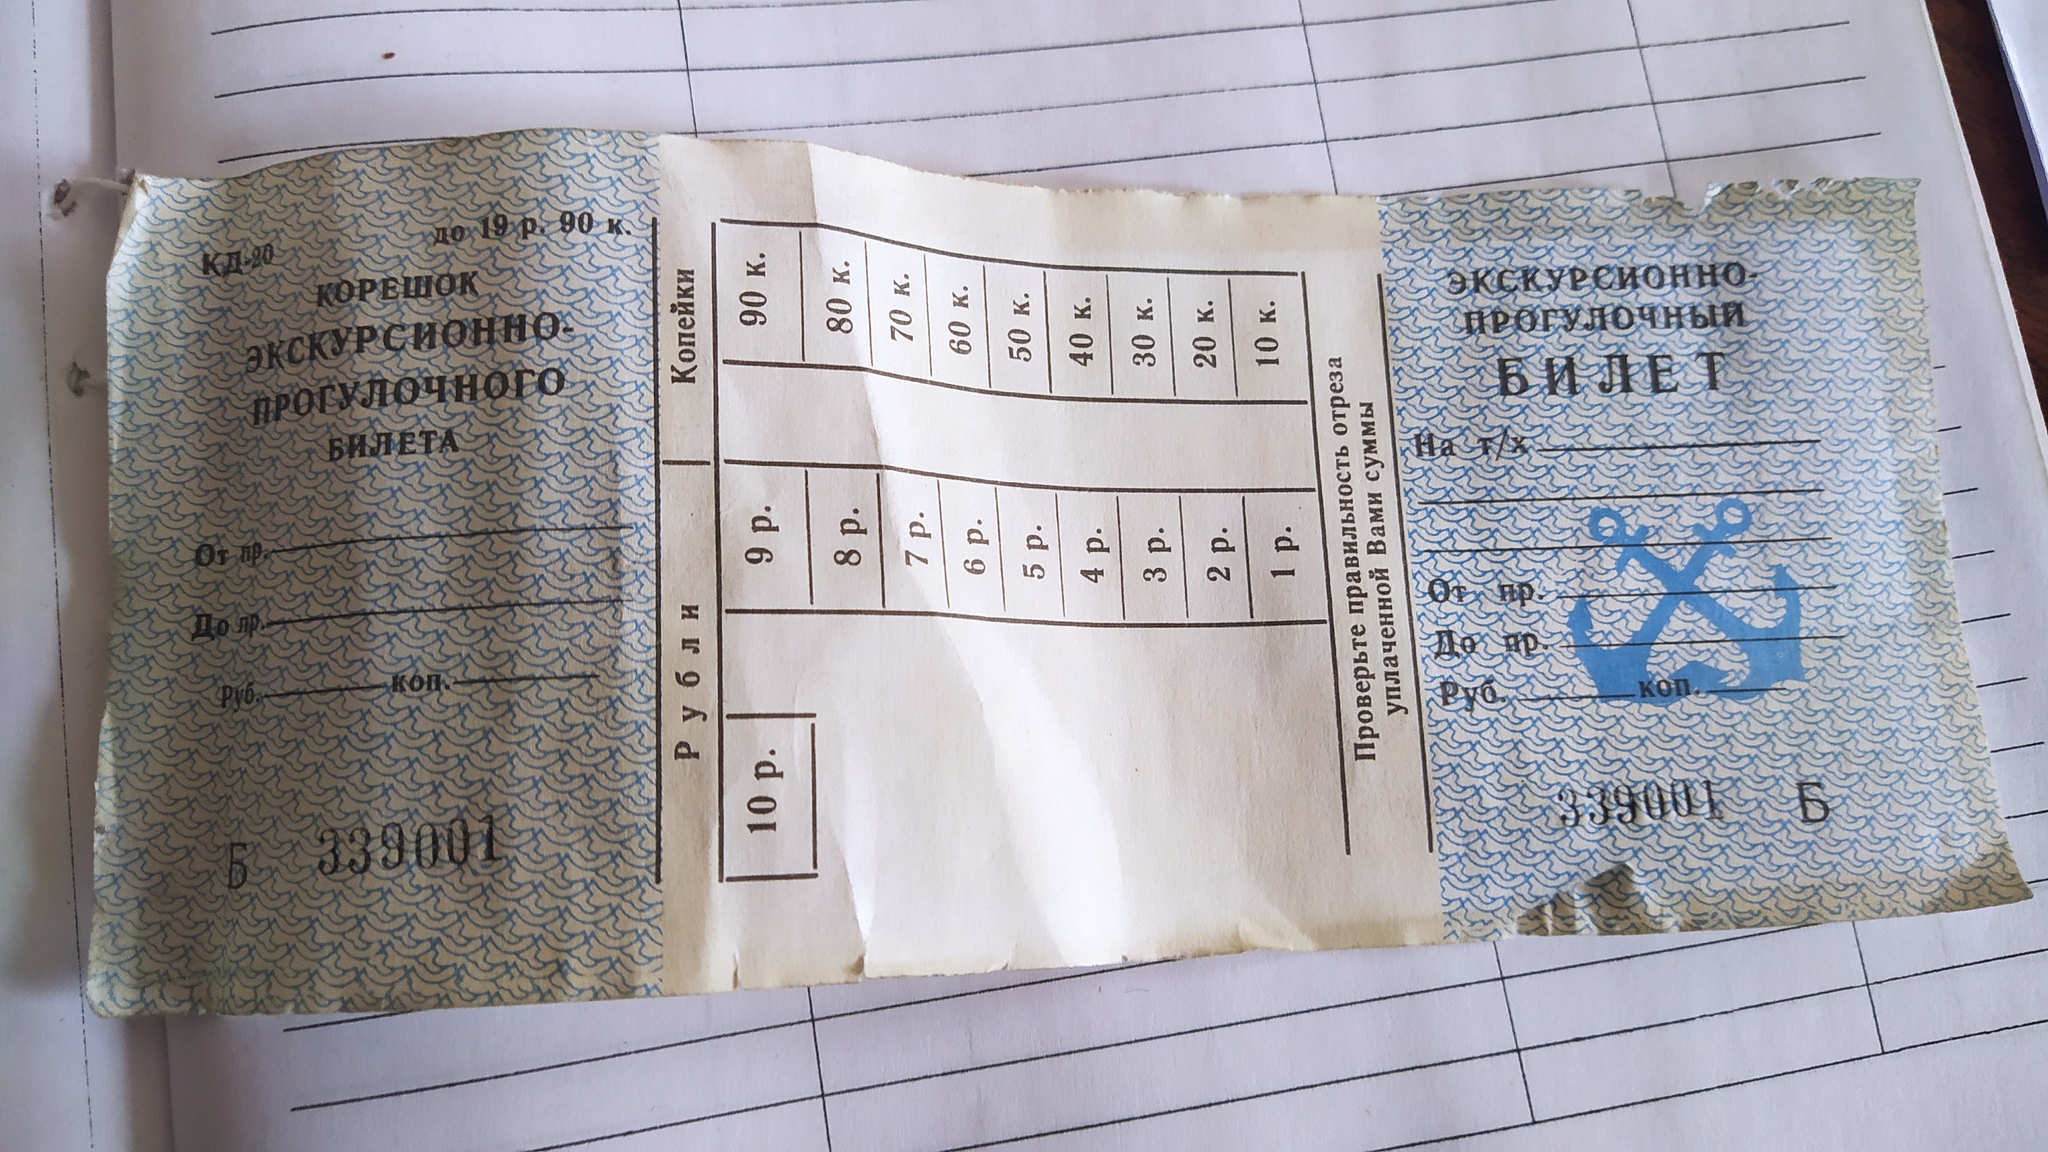 КД-20
до 19 р. 90 к.
КОРЕШОК
ЭКСКУРСИОННО-
ПРОГУЛОЧНОГО
БИЛЕТА
От пр.
До пр.
Руб. коп.
Б 339001
Рубли Копейки
10 р. 9 р. 90 к.
8 р. 80 к.
7 р. 70 к.
6 р. 60 к.
5 р. 50 к.
4 р. 40 к.
3 р. 30 к.
2 р. 20 к.
1 р. 10 к.
Проверьте правильность отреза
уплаченной Вами суммы
ЭКСКУРСИОННО-
ПРОГУЛОЧНЫЙ
БИЛЕТ
На т/х
От пр.
До пр.
Руб. коп.
339001 Б